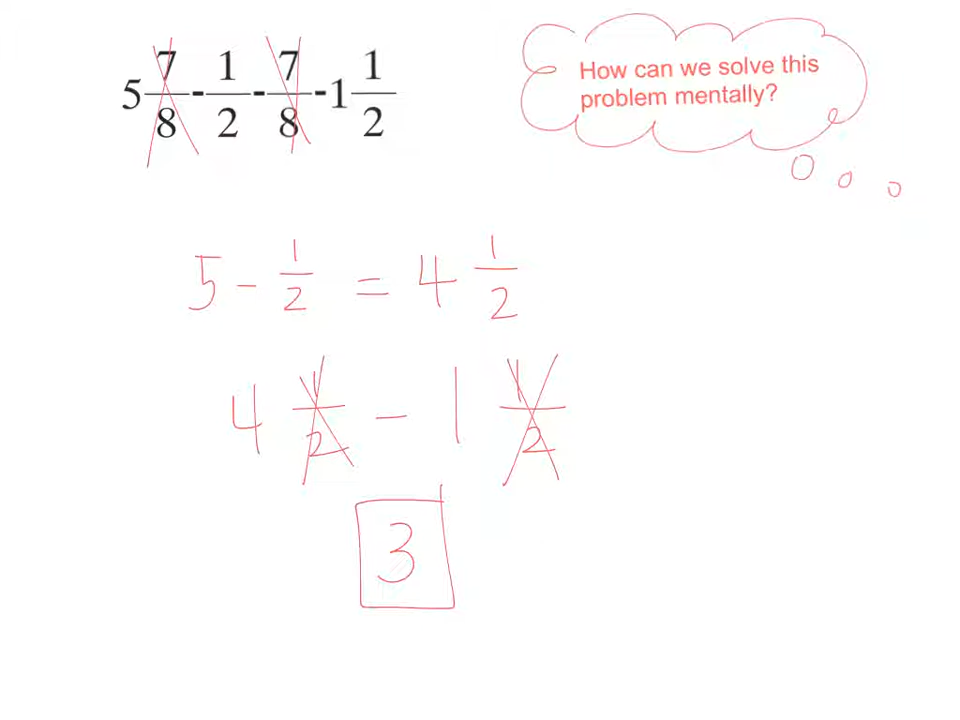 5 7/8 - 1/2 - 7/8 - 1 1/2
How can we solve this
problem mentally?
5 - 1/2 = 4 1/2
4 1/2 - 1 1/2
3